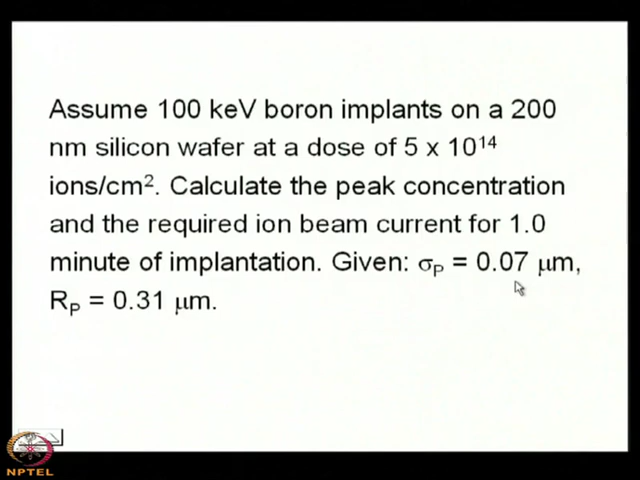 Assume 100 keV boron implants on a 200
nm silicon wafer at a dose of 5 x 10¹⁴
ions/cm². Calculate the peak concentration
and the required ion beam current for 1.0
minute of implantation. Given: σₚ = 0.07 μm,
Rₚ = 0.31 μm.
NPTEL